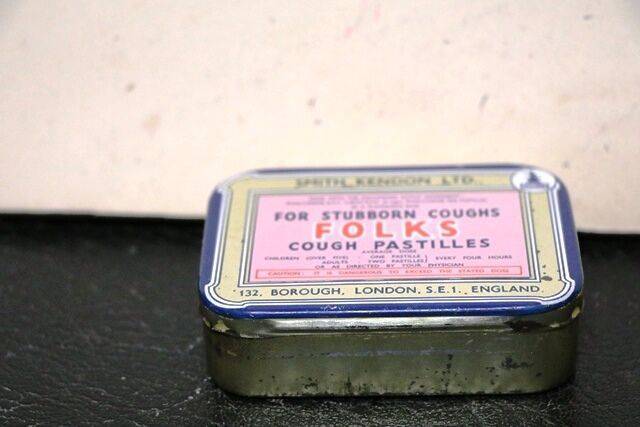 SMITH, KENDON LTD.,
FOR STUBBORN COUGHS
FOLKS
COUGH PASTILLES
AVERAGE DOSE
CHILDREN (OVER FIVE) - ONE PASTILLE } EVERY FOUR HOURS
ADULTS - TWO PASTILLES}
OR AS DIRECTED BY YOUR PHYSICIAN
CAUTION: IT IS DANGEROUS TO EXCEED THE STATED DOSE
132, BOROUGH, LONDON, S.E.1., ENGLAND.